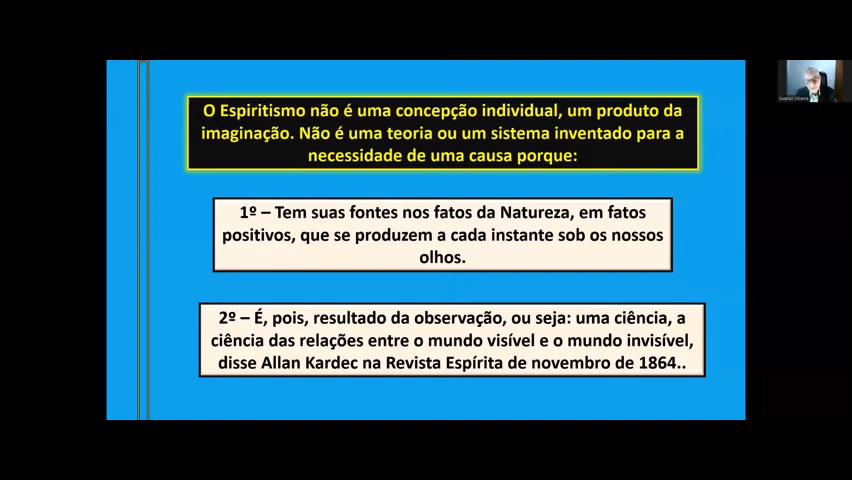 O Espiritismo não é uma concepção individual, um produto da
imaginação. Não é uma teoria ou um sistema inventado para a
necessidade de uma causa porque:
1º – Tem suas fontes nos fatos da Natureza, em fatos
positivos, que se produzem a cada instante sob os nossos
olhos.
2º – É, pois, resultado da observação, ou seja: uma ciência, a
ciência das relações entre o mundo visível e o mundo invisível,
disse Allan Kardec na Revista Espírita de novembro de 1864..